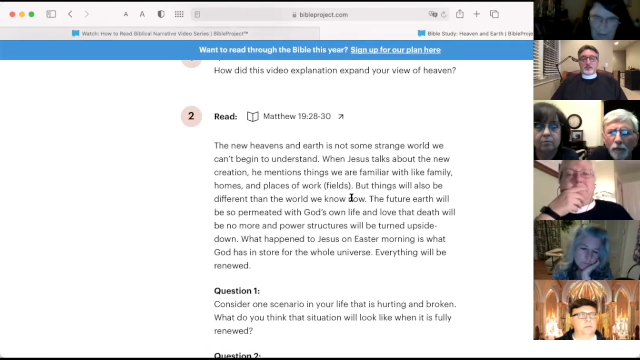 A A
bibleproject.com
Watch: How to Read Biblical Narrative Video Series | BibleProject™
Bible Study: Heaven and Earth | BibleProj
Want to read through the Bible this year? Sign up for our plan here
How did this video explanation expand your view of heaven?
2 Read: Matthew 19:28-30
The new heavens and earth is not some strange world we
can't begin to understand. When Jesus talks about the new
creation, he mentions things we are familiar with like family,
homes, and places of work (fields). But things will also be
different than the world we know now. The future earth will
be so permeated with God's own life and love that death will
be no more and power structures will be turned upside-
down. What happened to Jesus on Easter morning is what
God has in store for the whole universe. Everything will be
renewed.
Question 1:
Consider one scenario in your life that is hurting and broken.
What do you think that situation will look like when it is fully
renewed?
Question 2: